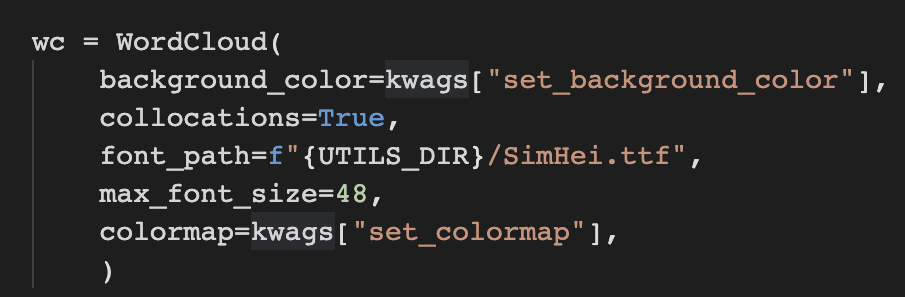 wc = WordCloud(
background_color=kwags["set_background_color"],
collocations=True,
font_path=f"{UTILS_DIR}/SimHei.ttf",
max_font_size=48,
colormap=kwags["set_colormap"],
)